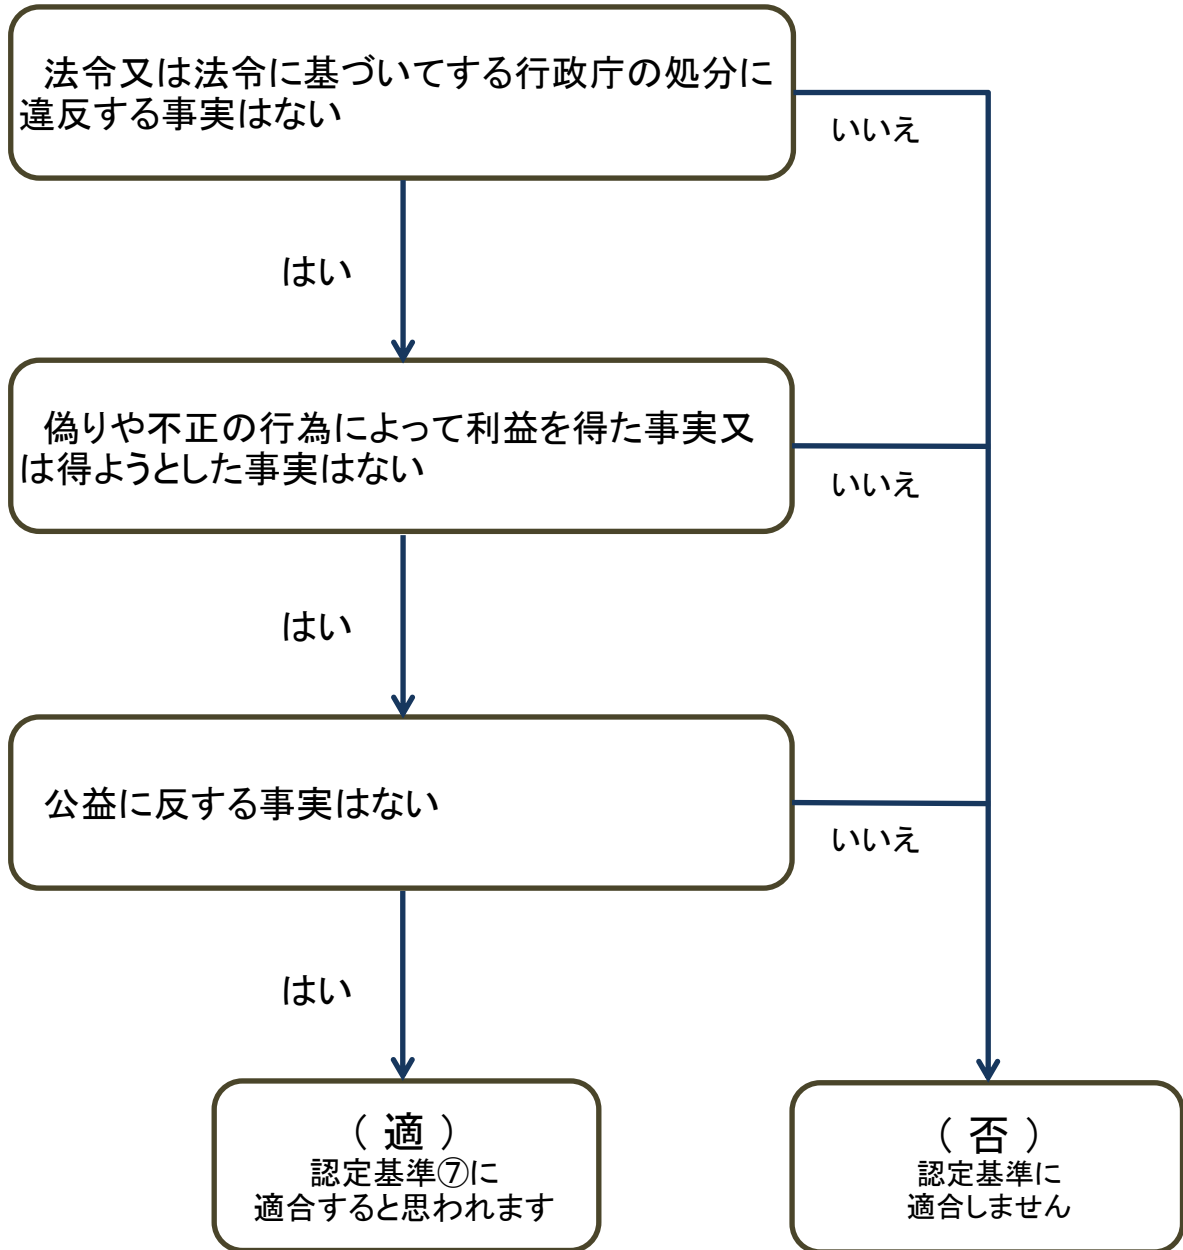 法令又は法令に基づいてする行政庁の処分に
違反する事実はない
いいえ
はい
偽りや不正の行為によって利益を得た事実又
は得ようとした事実はない
いいえ
はい
公益に反する事実はない
いいえ
はい
（ 適 ）
認定基準⑦に
適合すると思われます
（ 否 ）
認定基準に
適合しません